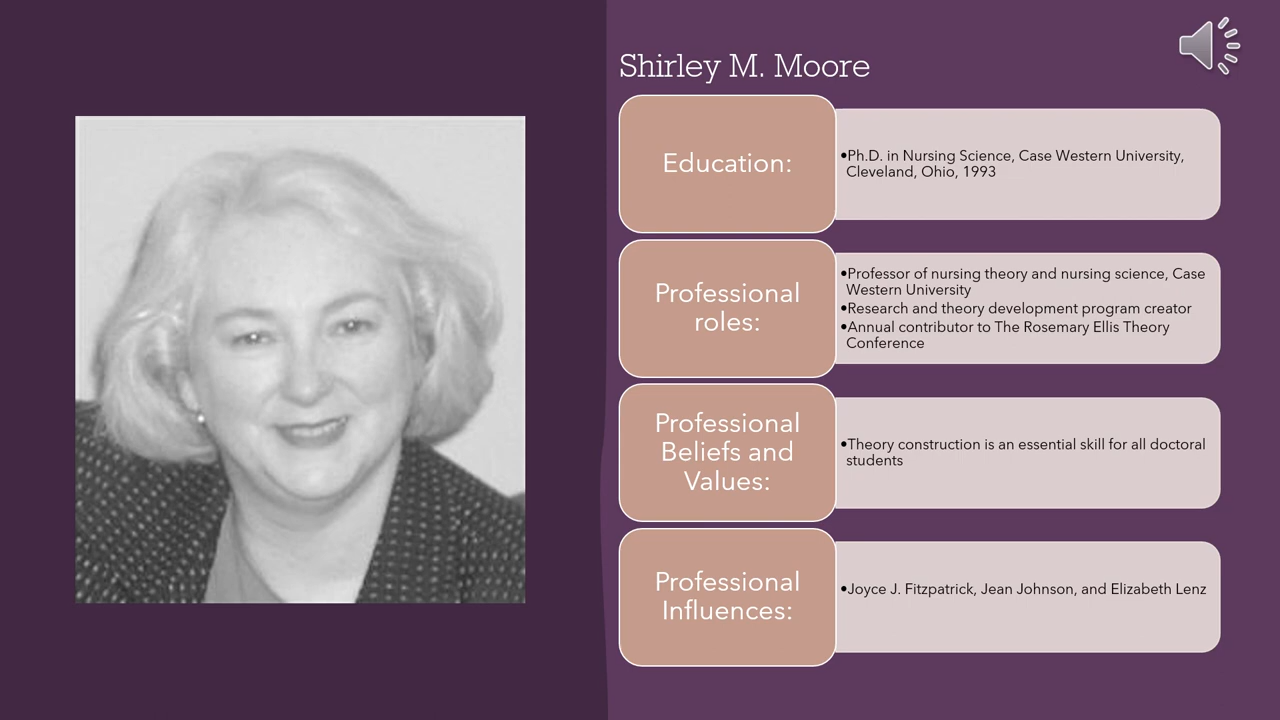 Shirley M. Moore
Education:
•Ph.D. in Nursing Science, Case Western University,
Cleveland, Ohio, 1993
Professional
roles:
•Professor of nursing theory and nursing science, Case
Western University
•Research and theory development program creator
•Annual contributor to The Rosemary Ellis Theory
Conference
Professional
Beliefs and
Values:
•Theory construction is an essential skill for all doctoral
students
Professional
Influences:
•Joyce J. Fitzpatrick, Jean Johnson, and Elizabeth Lenz